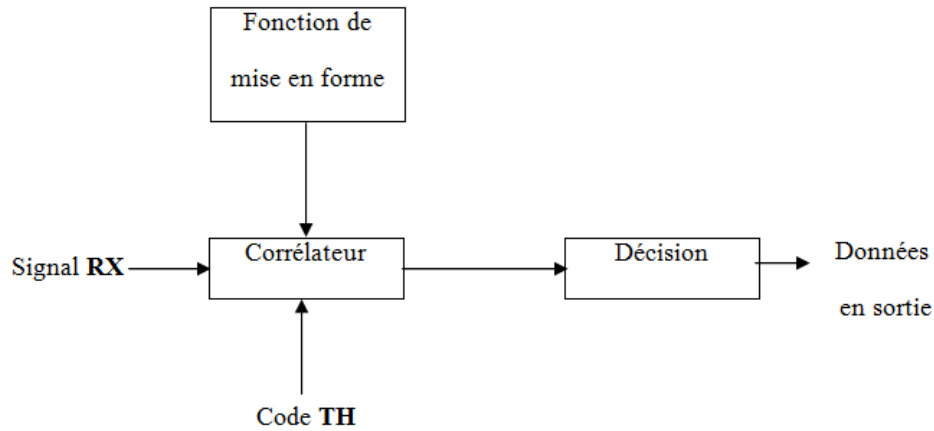 Fonction de
mise en forme
Signal RX
Corrélateur
Décision
Données
en sortie
Code TH